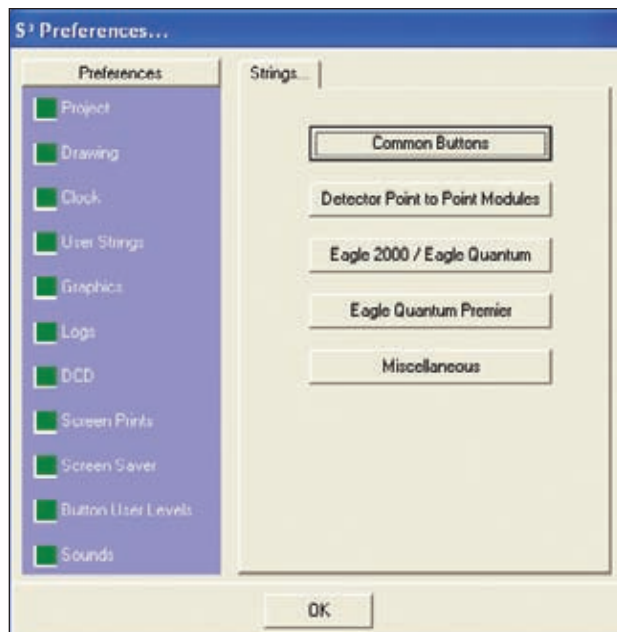 S³ Preferences...
Preferences
Project
Drawing
Clock
User Strings
Graphics
Logs
DCD
Screen Prints
Screen Saver
Button User Levels
Sounds
Strings...
Common Buttons
Detector Point to Point Modules
Eagle 2000 / Eagle Quantum
Eagle Quantum Premier
Miscellaneous
OK